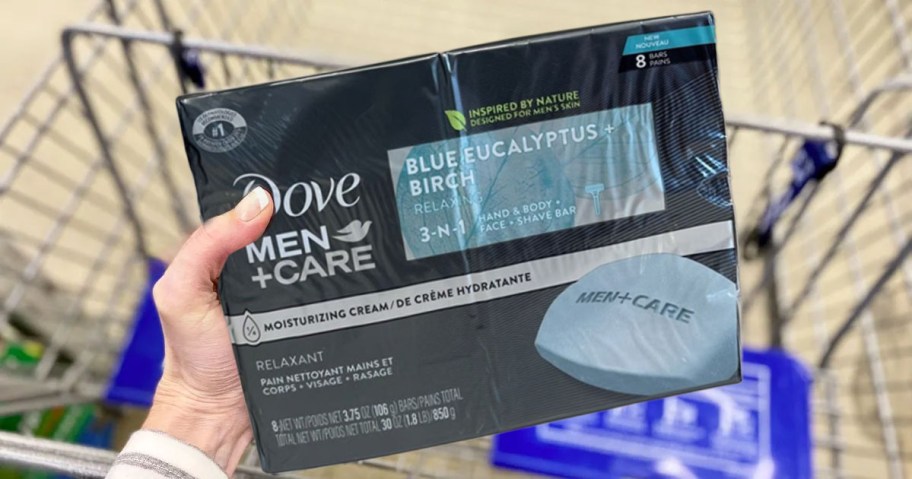 NEW
NOUVEAU
8 BARS
PAINS
#1
INSPIRED BY NATURE
DESIGNED FOR MEN'S SKIN
BLUE EUCALYPTUS +
BIRCH
RELAXING
3-N-1
HAND & BODY +
FACE + SHAVE BAR
Dove
MEN
+CARE
¼ MOISTURIZING CREAM/DE CRÈME HYDRATANTE
MEN+CARE
RELAXANT
PAIN NETTOYANT MAINS ET
CORPS + VISAGE + RASAGE
8-NET WT/POIDS NET 3.75 OZ (106 g) BARS/PAINS TOTAL
TOTAL NET WT/POIDS NET TOTAL 30 OZ (1.8 LB)/850 g